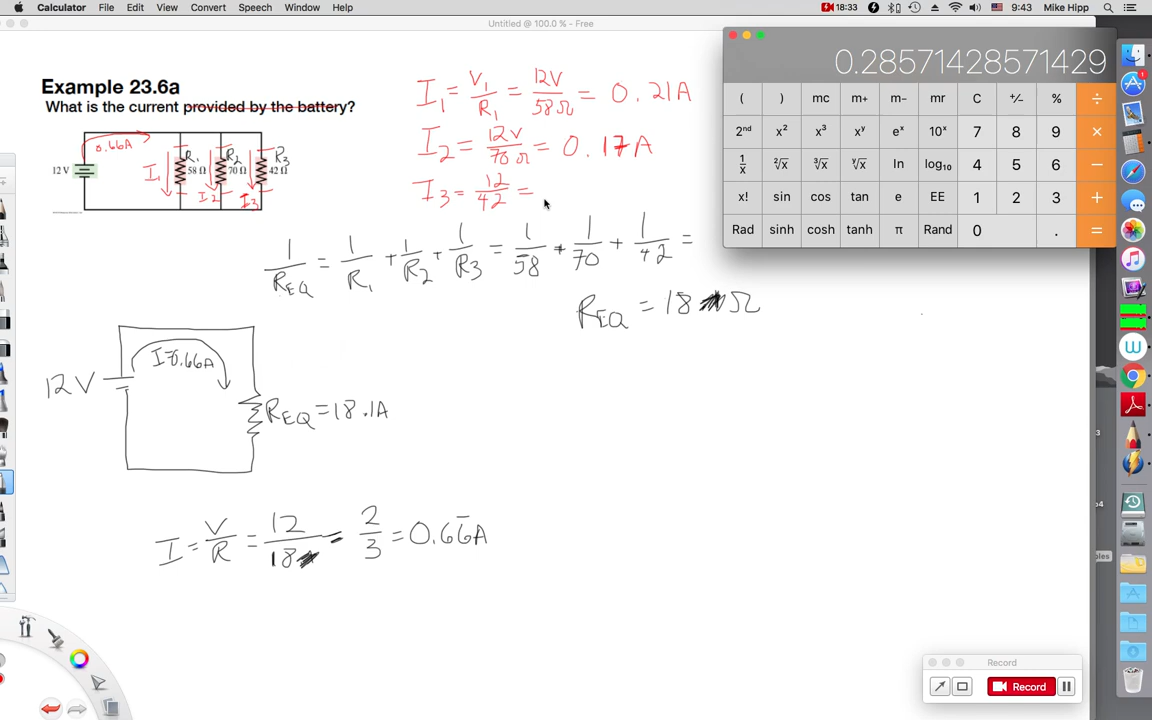 Calculator File Edit View Convert Speech Window Help 18:33 9:43 Mike Hipp
Untitled @ 100.0 % - Free
Example 23.6a
What is the current provided by the battery?
0.66A
12 V
I1 R1 58 Ω I2 R2 70 Ω I3 R3 42 Ω
I1 = V1/R1 = 12V/58Ω = 0.21A
I2 = 12V/70Ω = 0.17A
I3 = 12/42 =
1/REQ = 1/R1 + 1/R2 + 1/R3 = 1/58 + 1/70 + 1/42 =
REQ = 18 Ω
12V
I=0.66A
REQ = 18.1A
I = V/R = 12/18 = 2/3 = 0.66̄A
0.28571428571429
( ) mc m+ m- mr C +/- % ÷
2nd x² x³ xʸ eˣ 10ˣ 7 8 9 ×
1/x ²√x ³√x ʸ√x ln log10 4 5 6 −
x! sin cos tan e EE 1 2 3 +
Rad sinh cosh tanh π Rand 0 . =
Record
Record